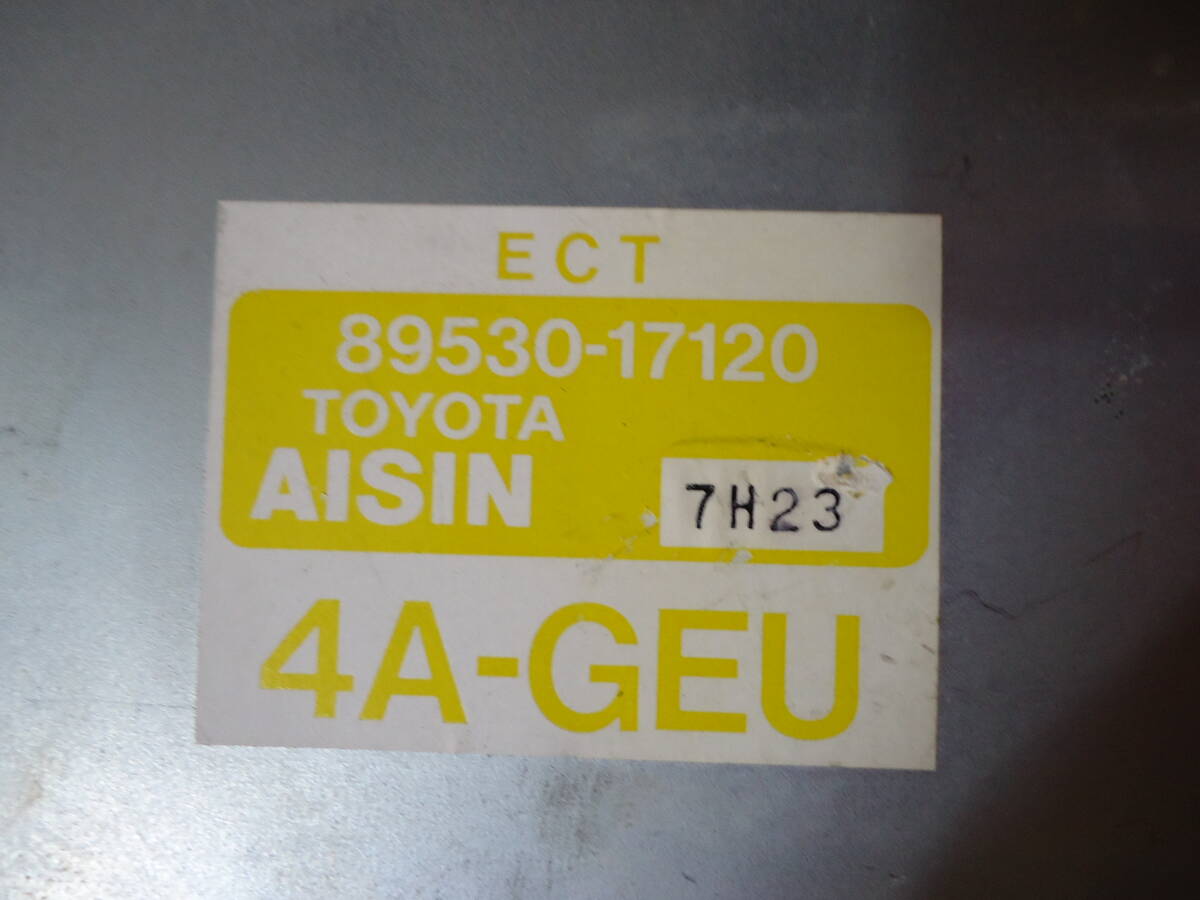 ECT
89530-17120
TOYOTA
AISIN
7H23
4A-GEU